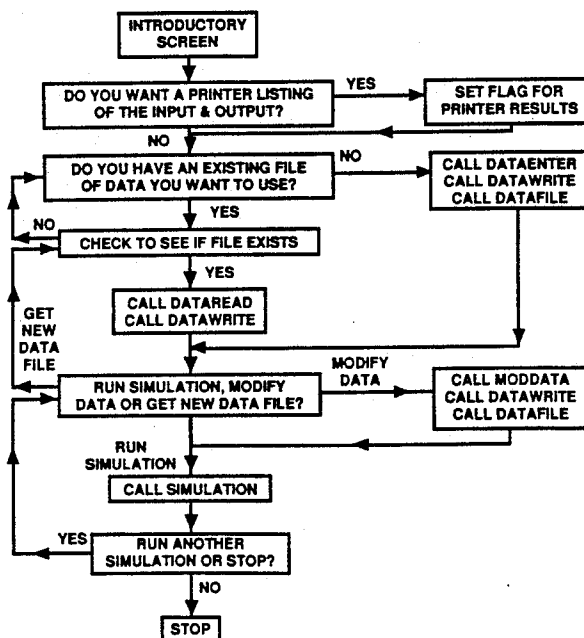 INTRODUCTORY
SCREEN
DO YOU WANT A PRINTER LISTING
OF THE INPUT & OUTPUT?
YES
SET FLAG FOR
PRINTER RESULTS
NO
DO YOU HAVE AN EXISTING FILE
OF DATA YOU WANT TO USE?
NO
CALL DATAENTER
CALL DATAWRITE
CALL DATAFILE
YES
NO
CHECK TO SEE IF FILE EXISTS
YES
CALL DATAREAD
CALL DATAWRITE
GET
NEW
DATA
FILE
RUN SIMULATION, MODIFY
DATA OR GET NEW DATA FILE?
MODIFY
DATA
CALL MODDATA
CALL DATAWRITE
CALL DATAFILE
RUN
SIMULATION
CALL SIMULATION
YES
RUN ANOTHER
SIMULATION OR STOP?
NO
STOP